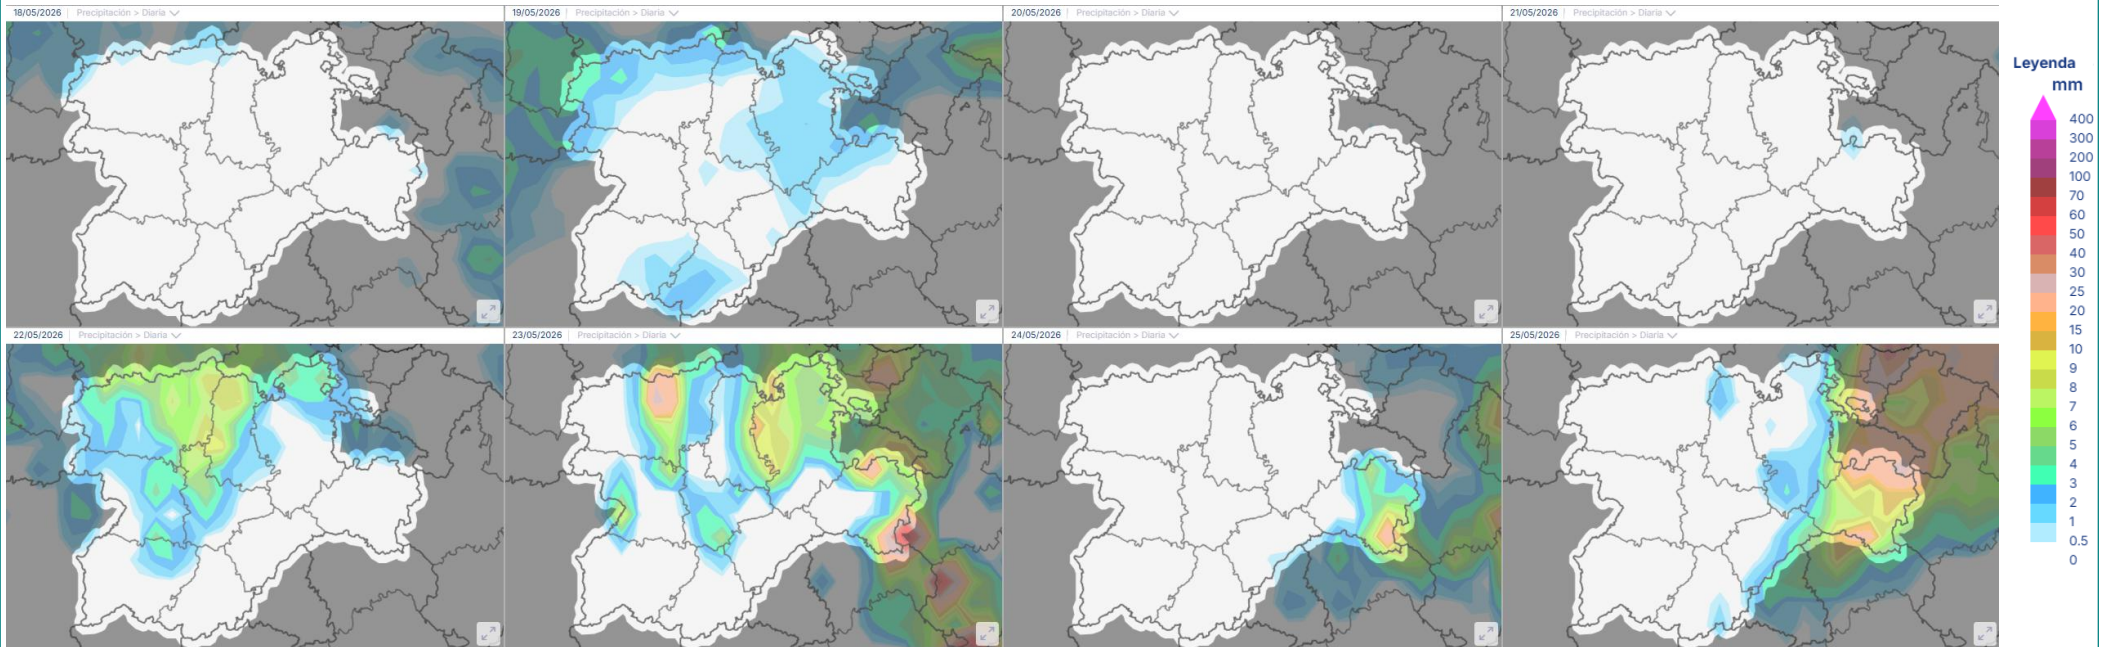 18/05/2026 Precipitación > Diaria
19/05/2026 Precipitación > Diaria
20/05/2026 Precipitación > Diaria
21/05/2026 Precipitación > Diaria
Leyenda
mm
400
300
200
100
70
60
50
40
30
25
20
15
10
9
8
7
6
5
4
3
2
1
0.5
0
22/05/2026 Precipitación > Diaria
23/05/2026 Precipitación > Diaria
24/05/2026 Precipitación > Diaria
25/05/2026 Precipitación > Diaria